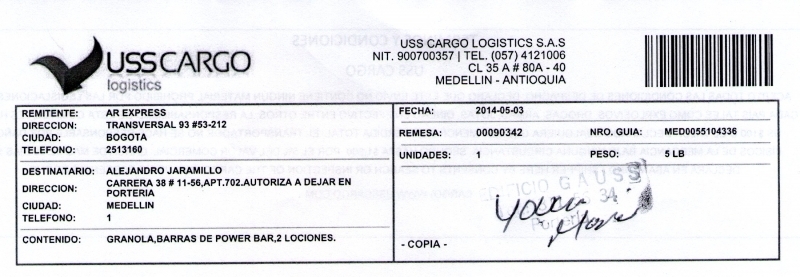 USSCARGO
logistics
USS CARGO LOGISTICS S.A.S
NIT. 900700357 | TEL. (057) 4121006
CL 35 A # 80A - 40
MEDELLIN - ANTIOQUIA
REMITENTE: AR EXPRESS
DIRECCION: TRANSVERSAL 93 #53-212
CIUDAD: BOGOTA
TELEFONO: 2513160
FECHA: 2014-05-03
REMESA: 00090342 NRO. GUIA: MED0055104336
UNIDADES: 1 PESO: 5 LB
DESTINATARIO: ALEJANDRO JARAMILLO
DIRECCION: CARRERA 38 # 11-56,APT.702.AUTORIZA A DEJAR EN
PORTERIA
CIUDAD: MEDELLIN
TELEFONO: 1
EDIFICIO GAUSS
34
CONTENIDO: GRANOLA,BARRAS DE POWER BAR,2 LOCIONES.
- COPIA -